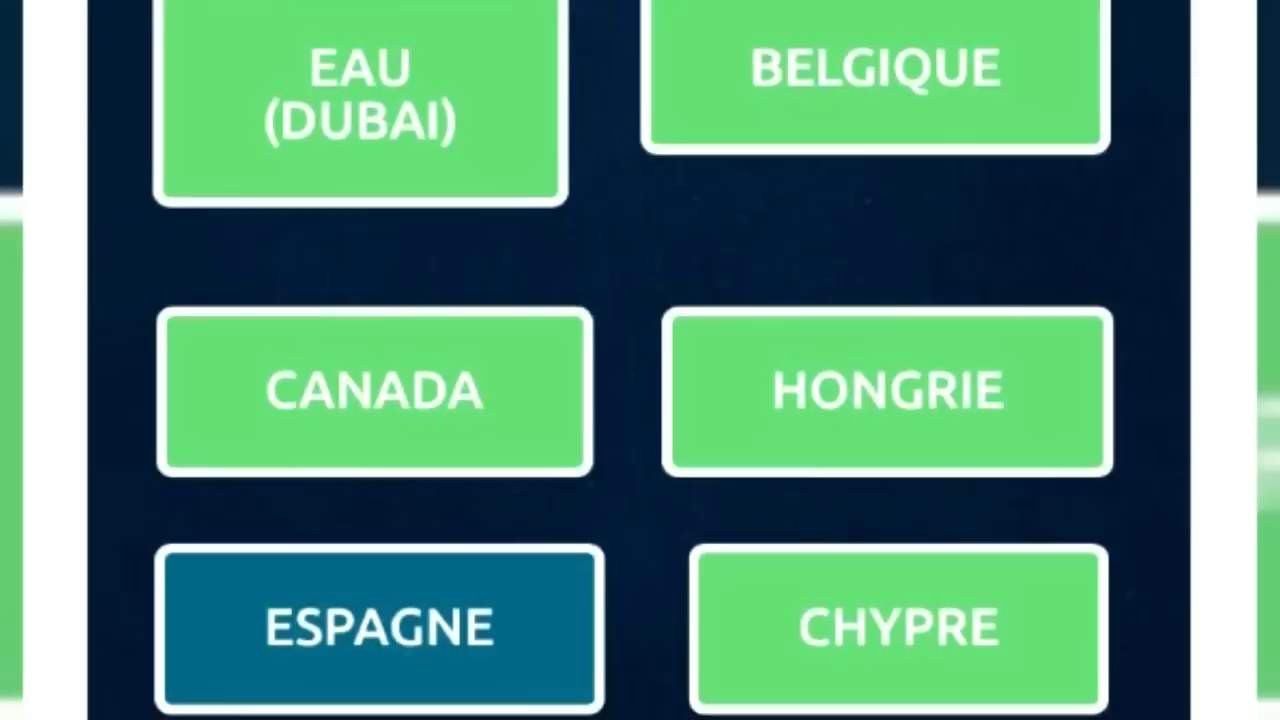 EAU
(DUBAI)
BELGIQUE
CANADA
HONGRIE
ESPAGNE
CHYPRE